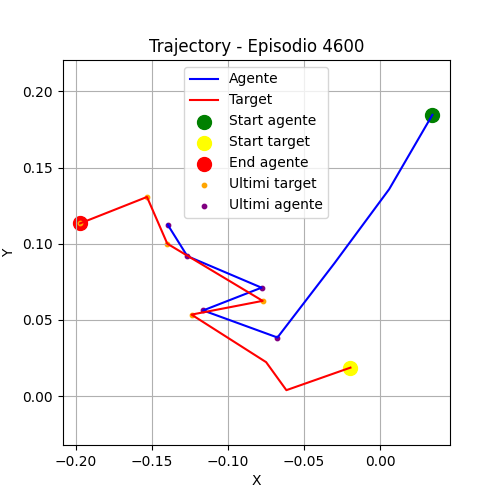 Trajectory - Episodio 4600
Agente
Target
Start agente
Start target
End agente
Ultimi target
Ultimi agente
Y
0.20
0.15
0.10
0.05
0.00
−0.20
−0.15
−0.10
−0.05
0.00
X